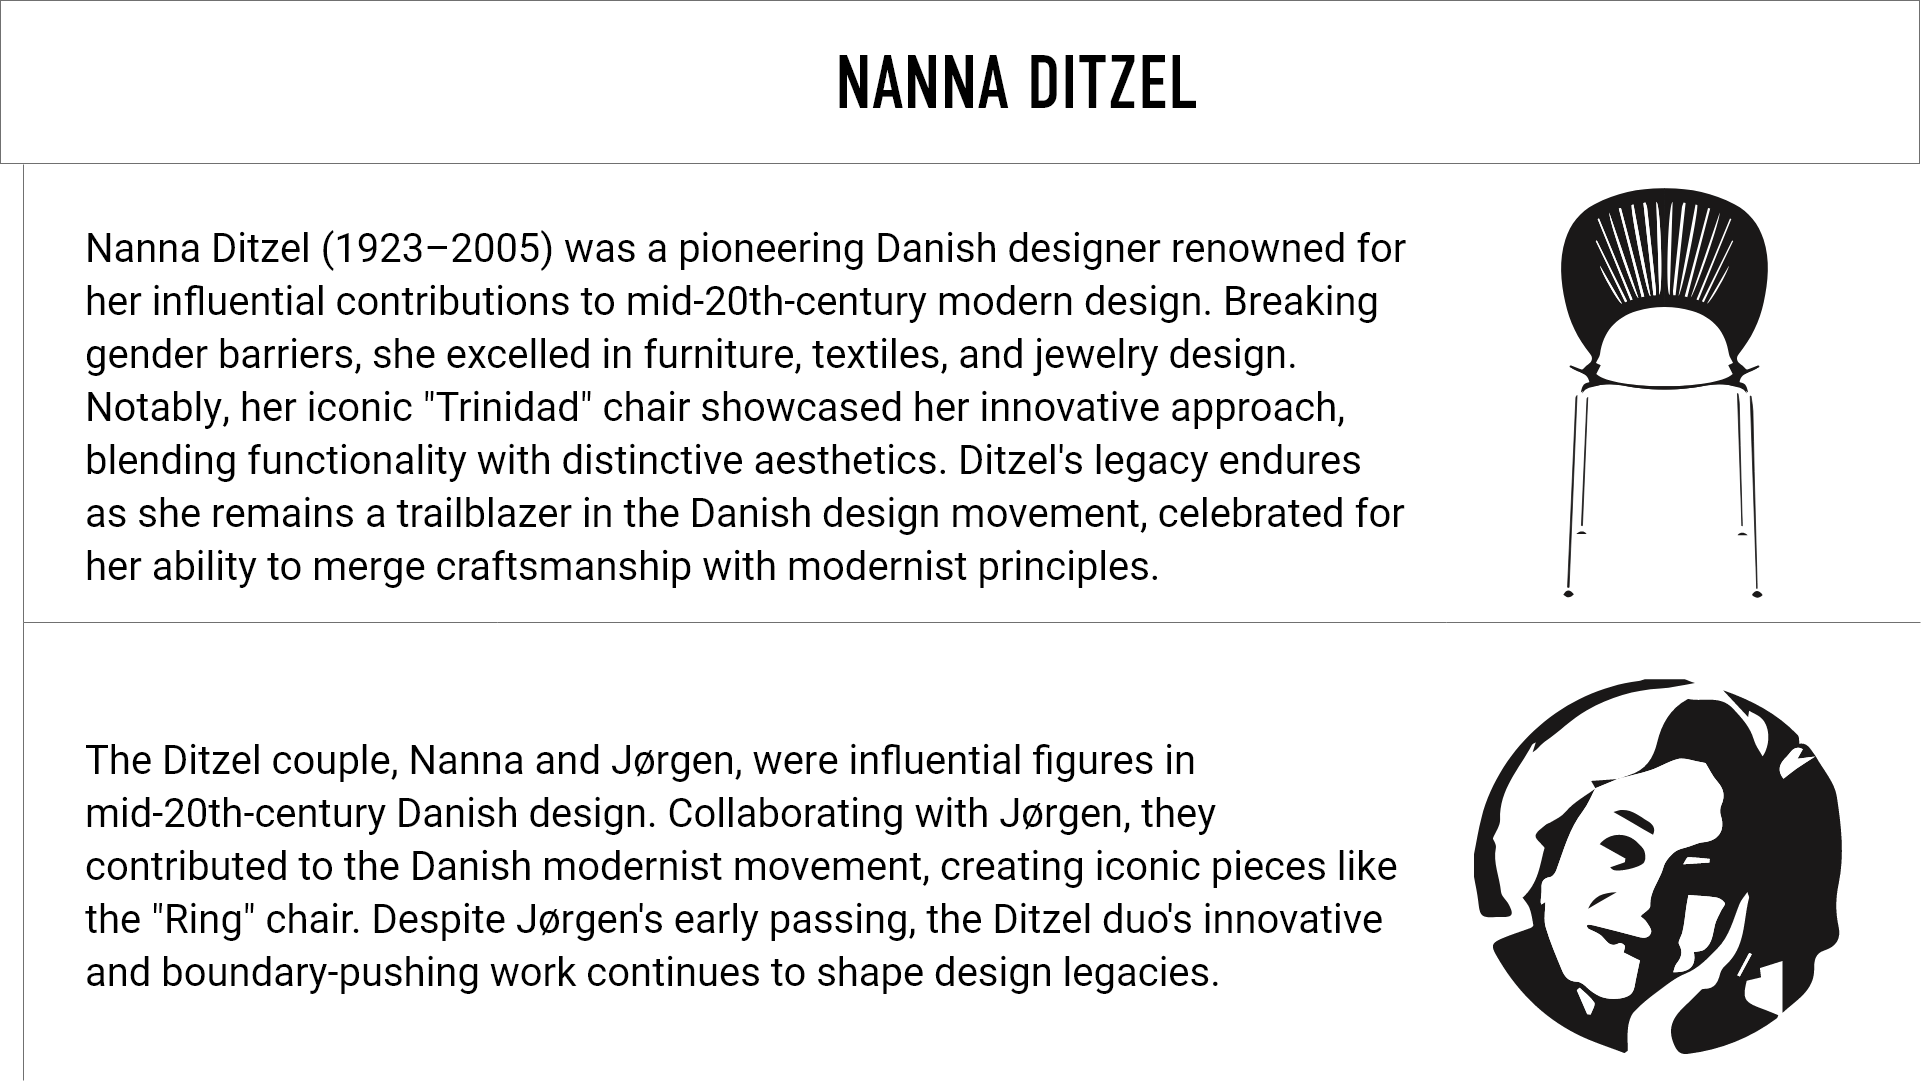 NANNA DITZEL
Nanna Ditzel (1923–2005) was a pioneering Danish designer renowned for
her influential contributions to mid-20th-century modern design. Breaking
gender barriers, she excelled in furniture, textiles, and jewelry design.
Notably, her iconic "Trinidad" chair showcased her innovative approach,
blending functionality with distinctive aesthetics. Ditzel's legacy endures
as she remains a trailblazer in the Danish design movement, celebrated for
her ability to merge craftsmanship with modernist principles.
The Ditzel couple, Nanna and Jørgen, were influential figures in
mid-20th-century Danish design. Collaborating with Jørgen, they
contributed to the Danish modernist movement, creating iconic pieces like
the "Ring" chair. Despite Jørgen's early passing, the Ditzel duo's innovative
and boundary-pushing work continues to shape design legacies.